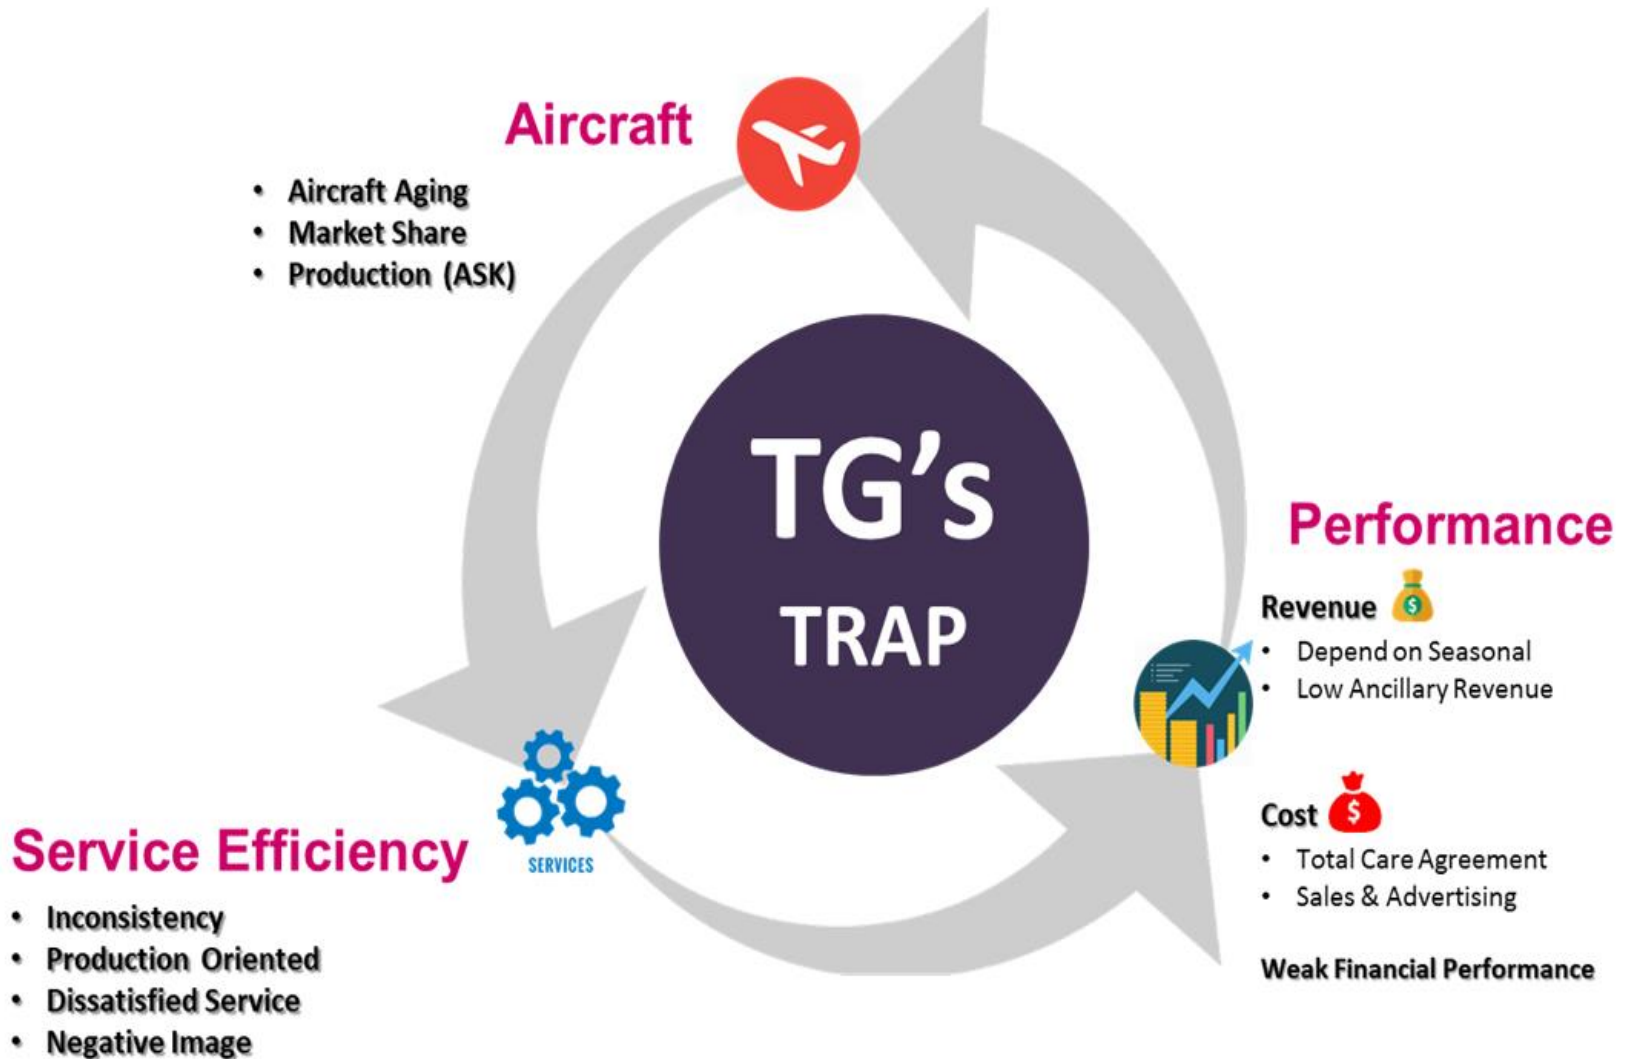 Aircraft
• Aircraft Aging
• Market Share
• Production (ASK)
TG's
TRAP
Performance
Revenue $
• Depend on Seasonal
• Low Ancillary Revenue
Cost $
• Total Care Agreement
• Sales & Advertising
Weak Financial Performance
SERVICES
Service Efficiency
• Inconsistency
• Production Oriented
• Dissatisfied Service
• Negative Image